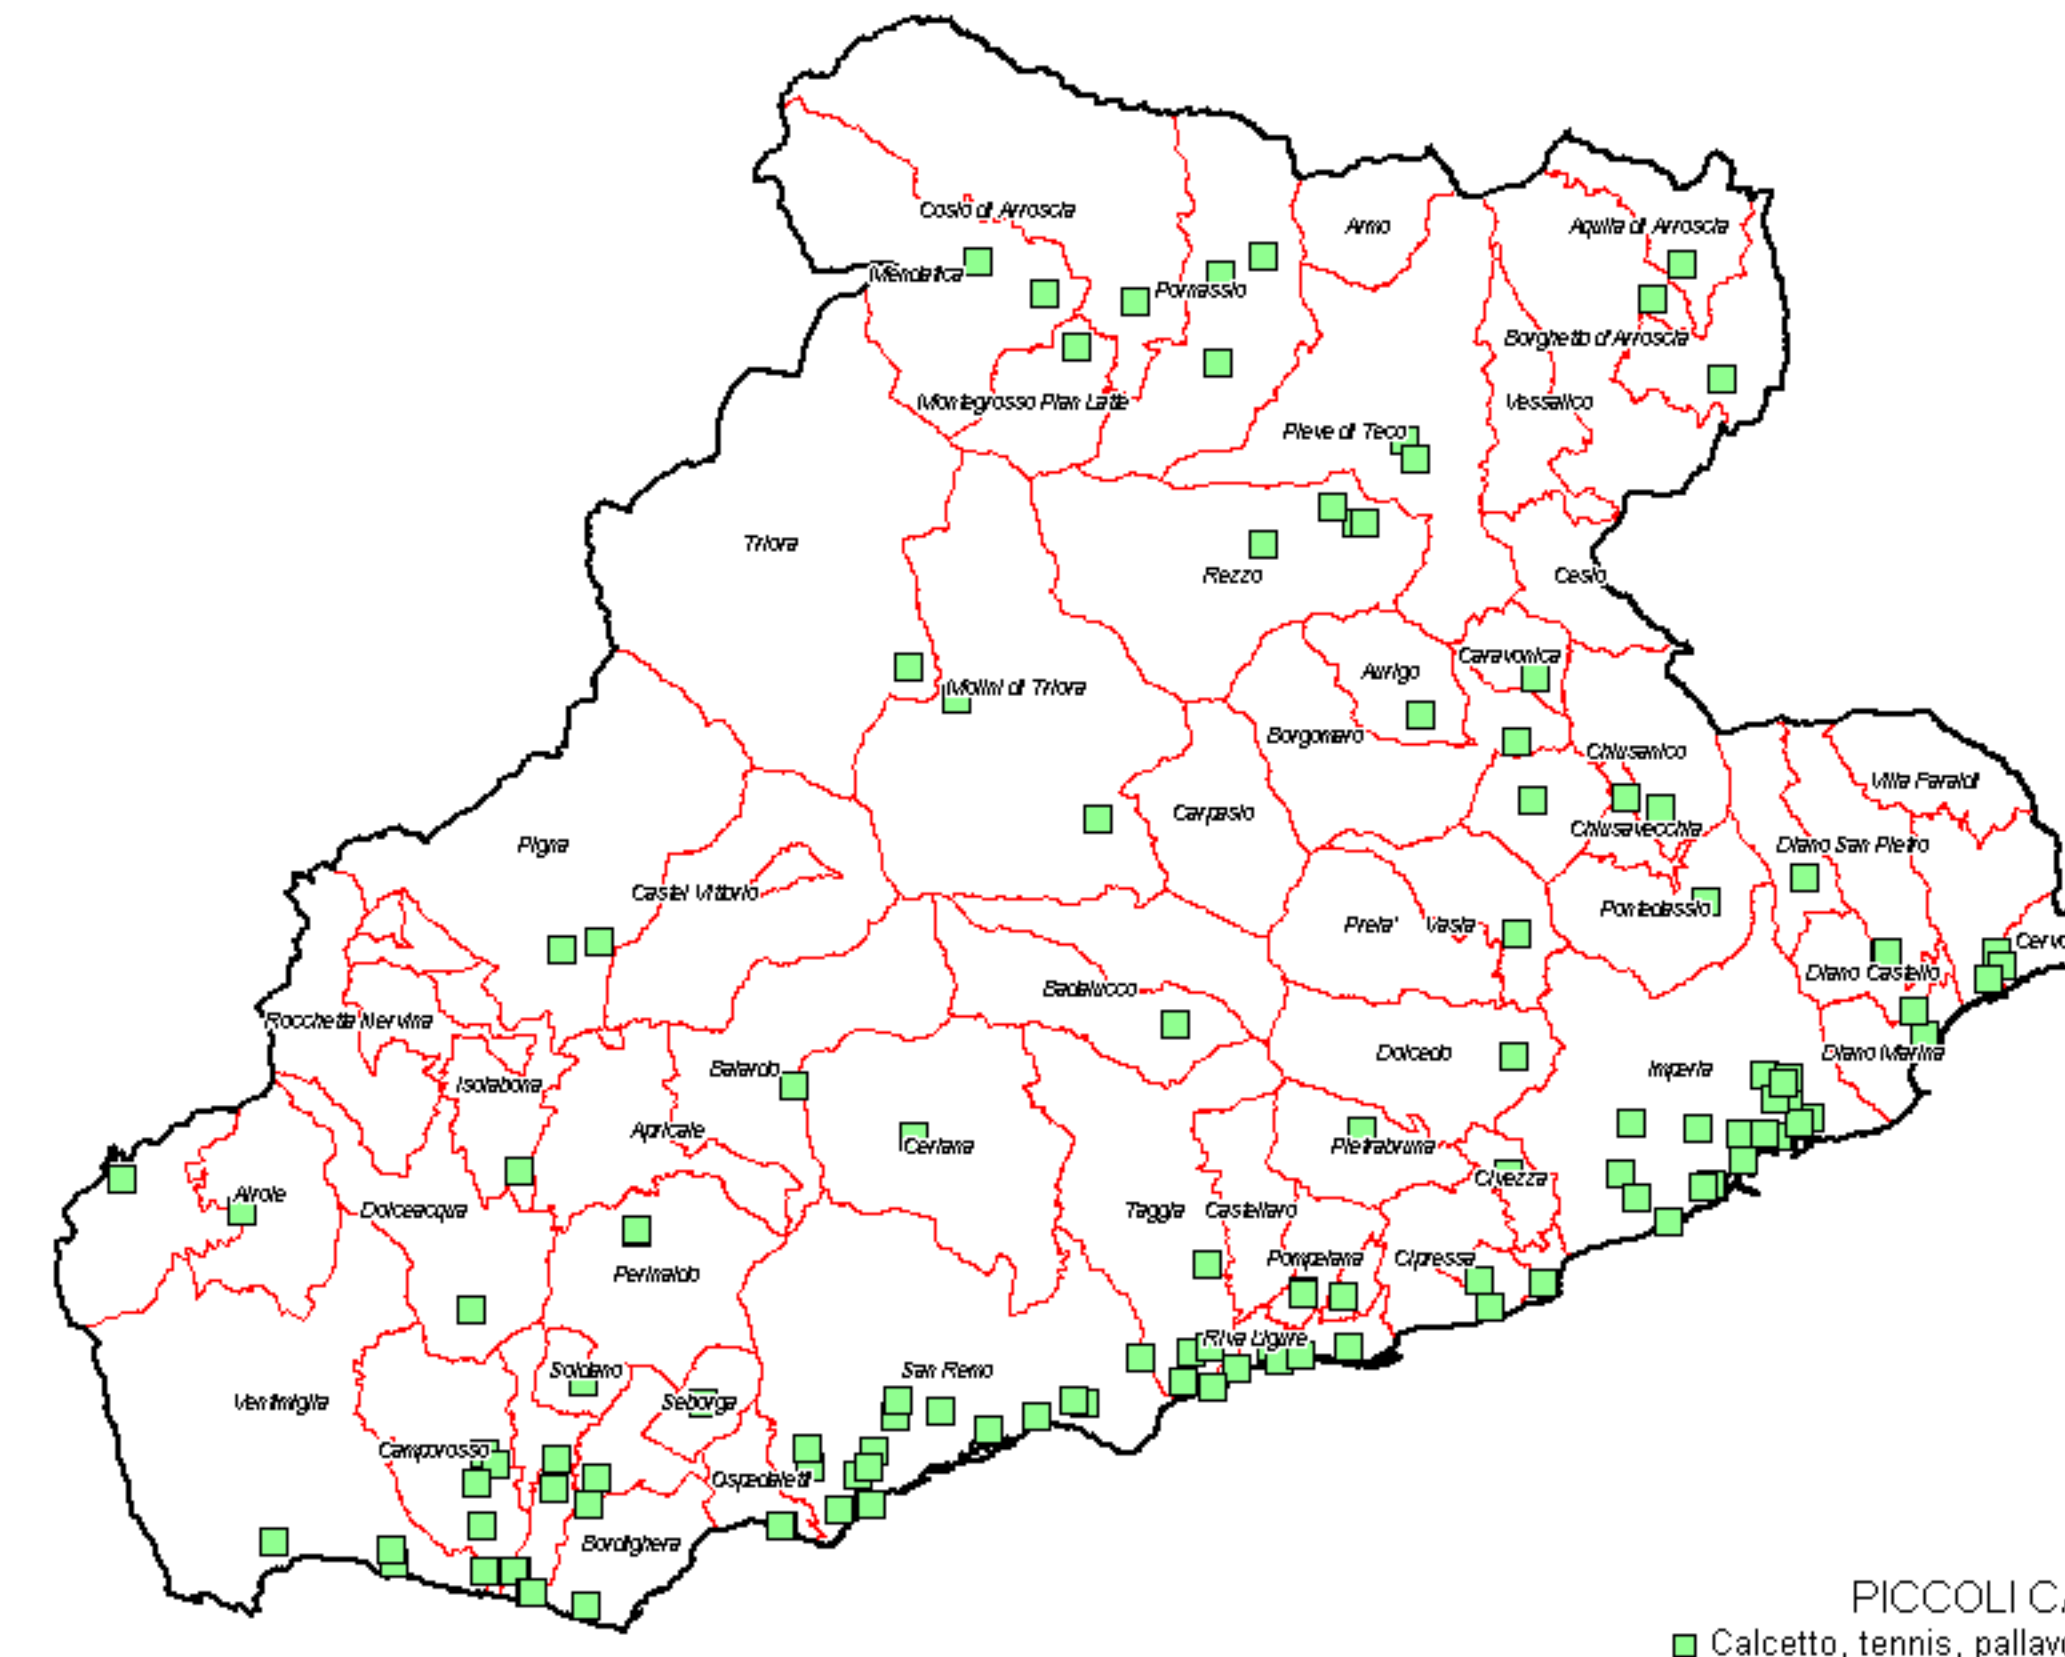 Cosio di Arroscia
Armo
Aquila di Arroscia
Mendatica
Pornassio
Borghetto d'Arroscia
Montegrosso Pian Latte
Vessalico
Pieve di Teco
Triora
Rezzo
Cesio
Caravonica
Aurigo
Molini di Triora
Borgomaro
Chiusanico
Villa Faraldi
Carpasio
Chiusavecchia
Pigna
Diano San Pietro
Castel Vittorio
Pontedassio
Prela' Vasia
Cervo
Diano Castello
Badalucco
Rocchetta Nervina
Dolcedo
Diano Marina
Baiardo
Imperia
Isolabona
Apricale
Ceriana
Pietrabruna
Civezza
Airole
Dolceacqua
Taggia
Castellaro
Pompeiana
Cipressa
Perinaldo
Riva Ligure
Soldano
San Remo
Ventimiglia
Seborga
Camporosso
Ospedaletti
Bordighera
PICCOLI CA
Calcetto, tennis, pallavo